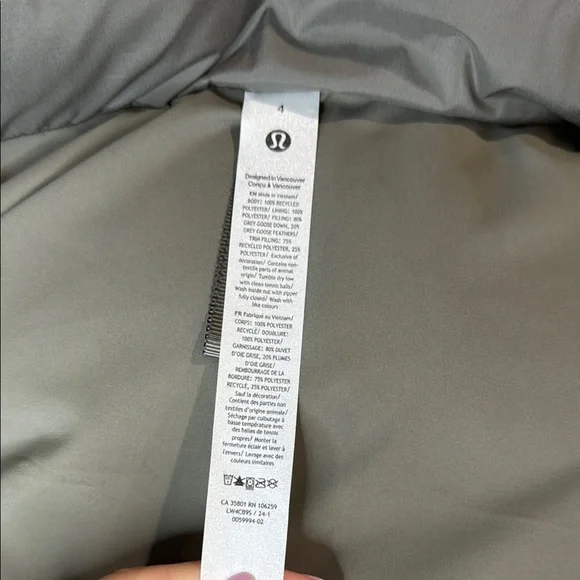 4
Designed in Vancouver
Conçu à Vancouver
EN Made in Vietnam/
BODY: 100% RECYCLED
POLYESTER/ LINING: 100%
POLYESTER/ FILLING: 80%
GREY GOOSE DOWN, 20%
GREY GOOSE FEATHERS/
TRIM FILLING: 75%
RECYCLED POLYESTER, 25%
POLYESTER/ Exclusive of
decoration/ Contains non-
textile parts of animal
origin/ Tumble dry low
with clean tennis balls/
Wash inside out with zipper
fully closed/ Wash with
like colours
FR Fabriqué au Vietnam/
CORPS: 100% POLYESTER
RECYCLÉ/ DOUBLURE:
100% POLYESTER/
GARNISSAGE: 80% DUVET
D'OIE GRISE, 20% PLUMES
D'OIE GRISE/
REMBOURRAGE DE LA
BORDURE: 75% POLYESTER
RECYCLÉ, 25% POLYESTER/
Sauf la décoration/
Contient des parties non
textiles d'origine animale/
Séchage par culbutage à
basse température avec
des balles de tennis
propres/ Monter la
fermeture éclair et laver à
l'envers/ Lavage avec des
couleurs similaires
CA 35801 RN 106259
LW4CB9S / 24-1
0059994-02